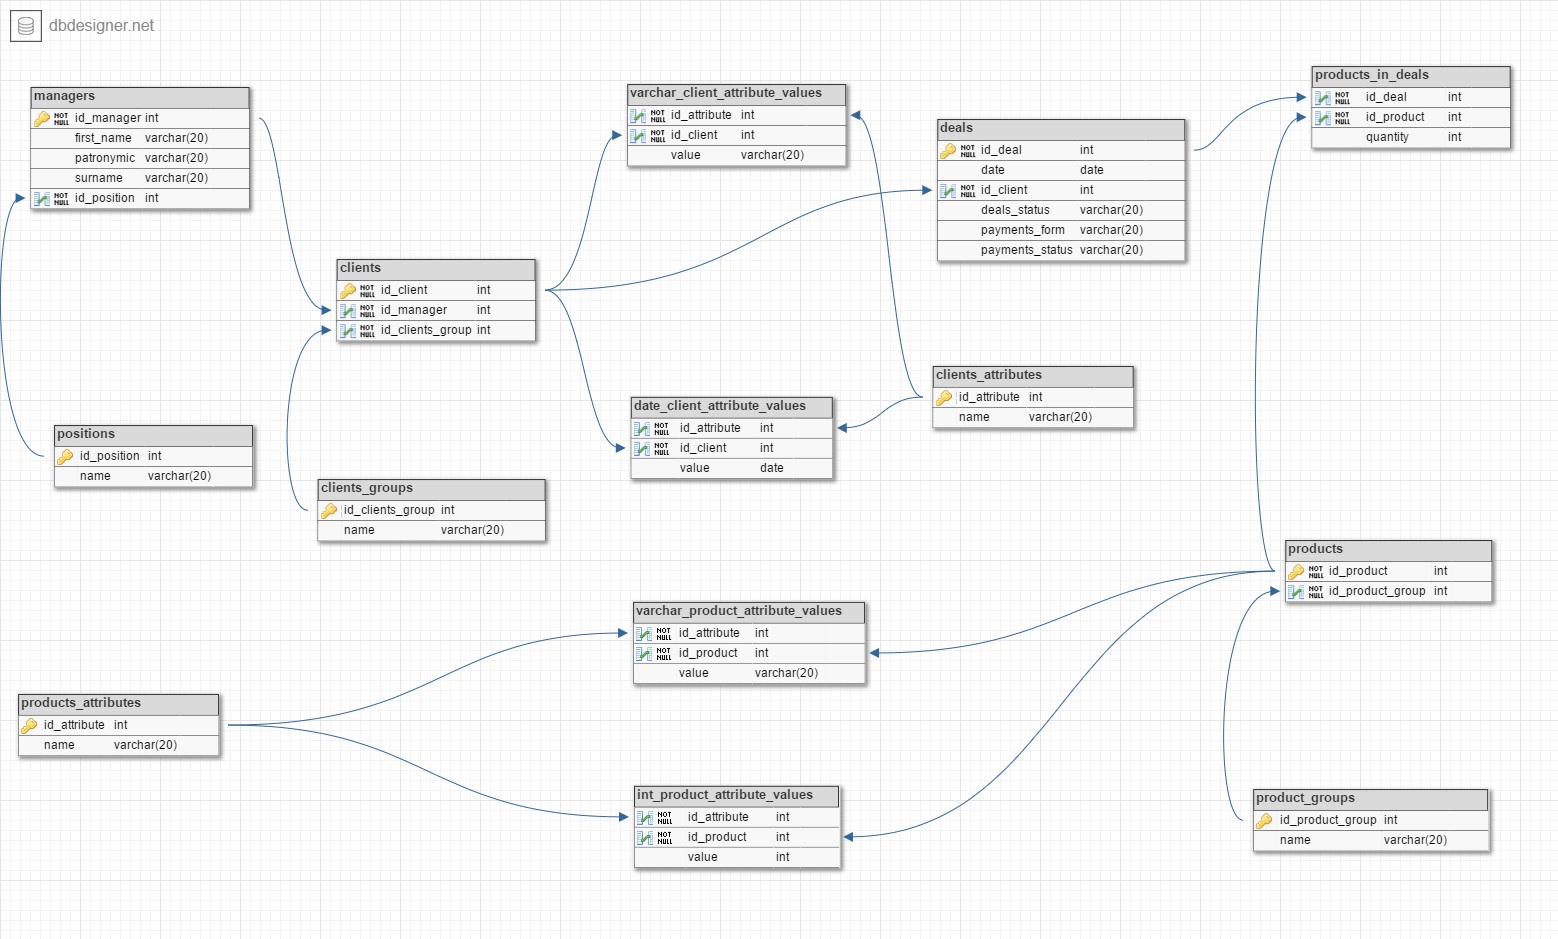 dbdesigner.net
managers
NOT NULL id_manager int
first_name varchar(20)
patronymic varchar(20)
surname varchar(20)
NOT NULL id_position int
positions
id_position int
name varchar(20)
clients
NOT NULL id_client int
NOT NULL id_manager int
NOT NULL id_clients_group int
clients_groups
id_clients_group int
name varchar(20)
varchar_client_attribute_values
NOT NULL id_attribute int
NOT NULL id_client int
value varchar(20)
date_client_attribute_values
NOT NULL id_attribute int
NOT NULL id_client int
value date
deals
NOT NULL id_deal int
date date
NOT NULL id_client int
deals_status varchar(20)
payments_form varchar(20)
payments_status varchar(20)
clients_attributes
id_attribute int
name varchar(20)
products_in_deals
NOT NULL id_deal int
NOT NULL id_product int
quantity int
products
NOT NULL id_product int
NOT NULL id_product_group int
varchar_product_attribute_values
NOT NULL id_attribute int
NOT NULL id_product int
value varchar(20)
products_attributes
id_attribute int
name varchar(20)
int_product_attribute_values
NOT NULL id_attribute int
NOT NULL id_product int
value int
product_groups
id_product_group int
name varchar(20)